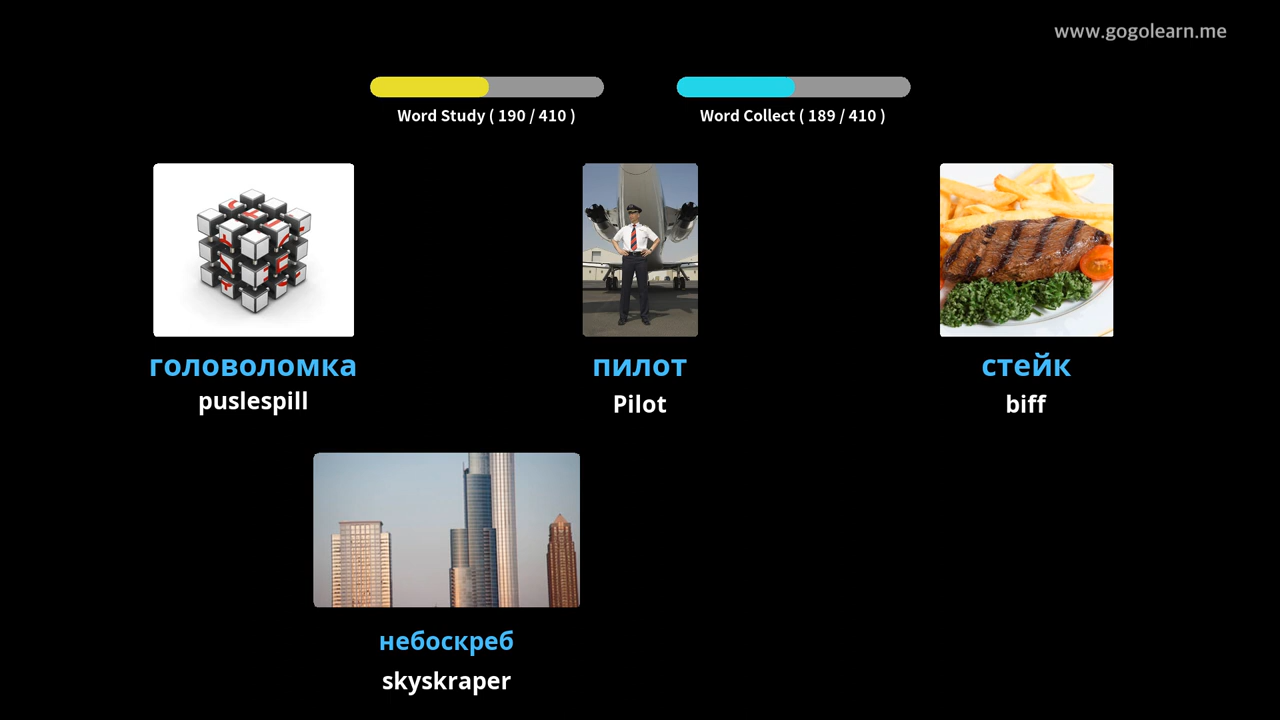 www.gogolearn.me
Word Study ( 190 / 410 )
Word Collect ( 189 / 410 )
головоломка
puslespill
пилот
Pilot
стейк
biff
небоскреб
skyskraper